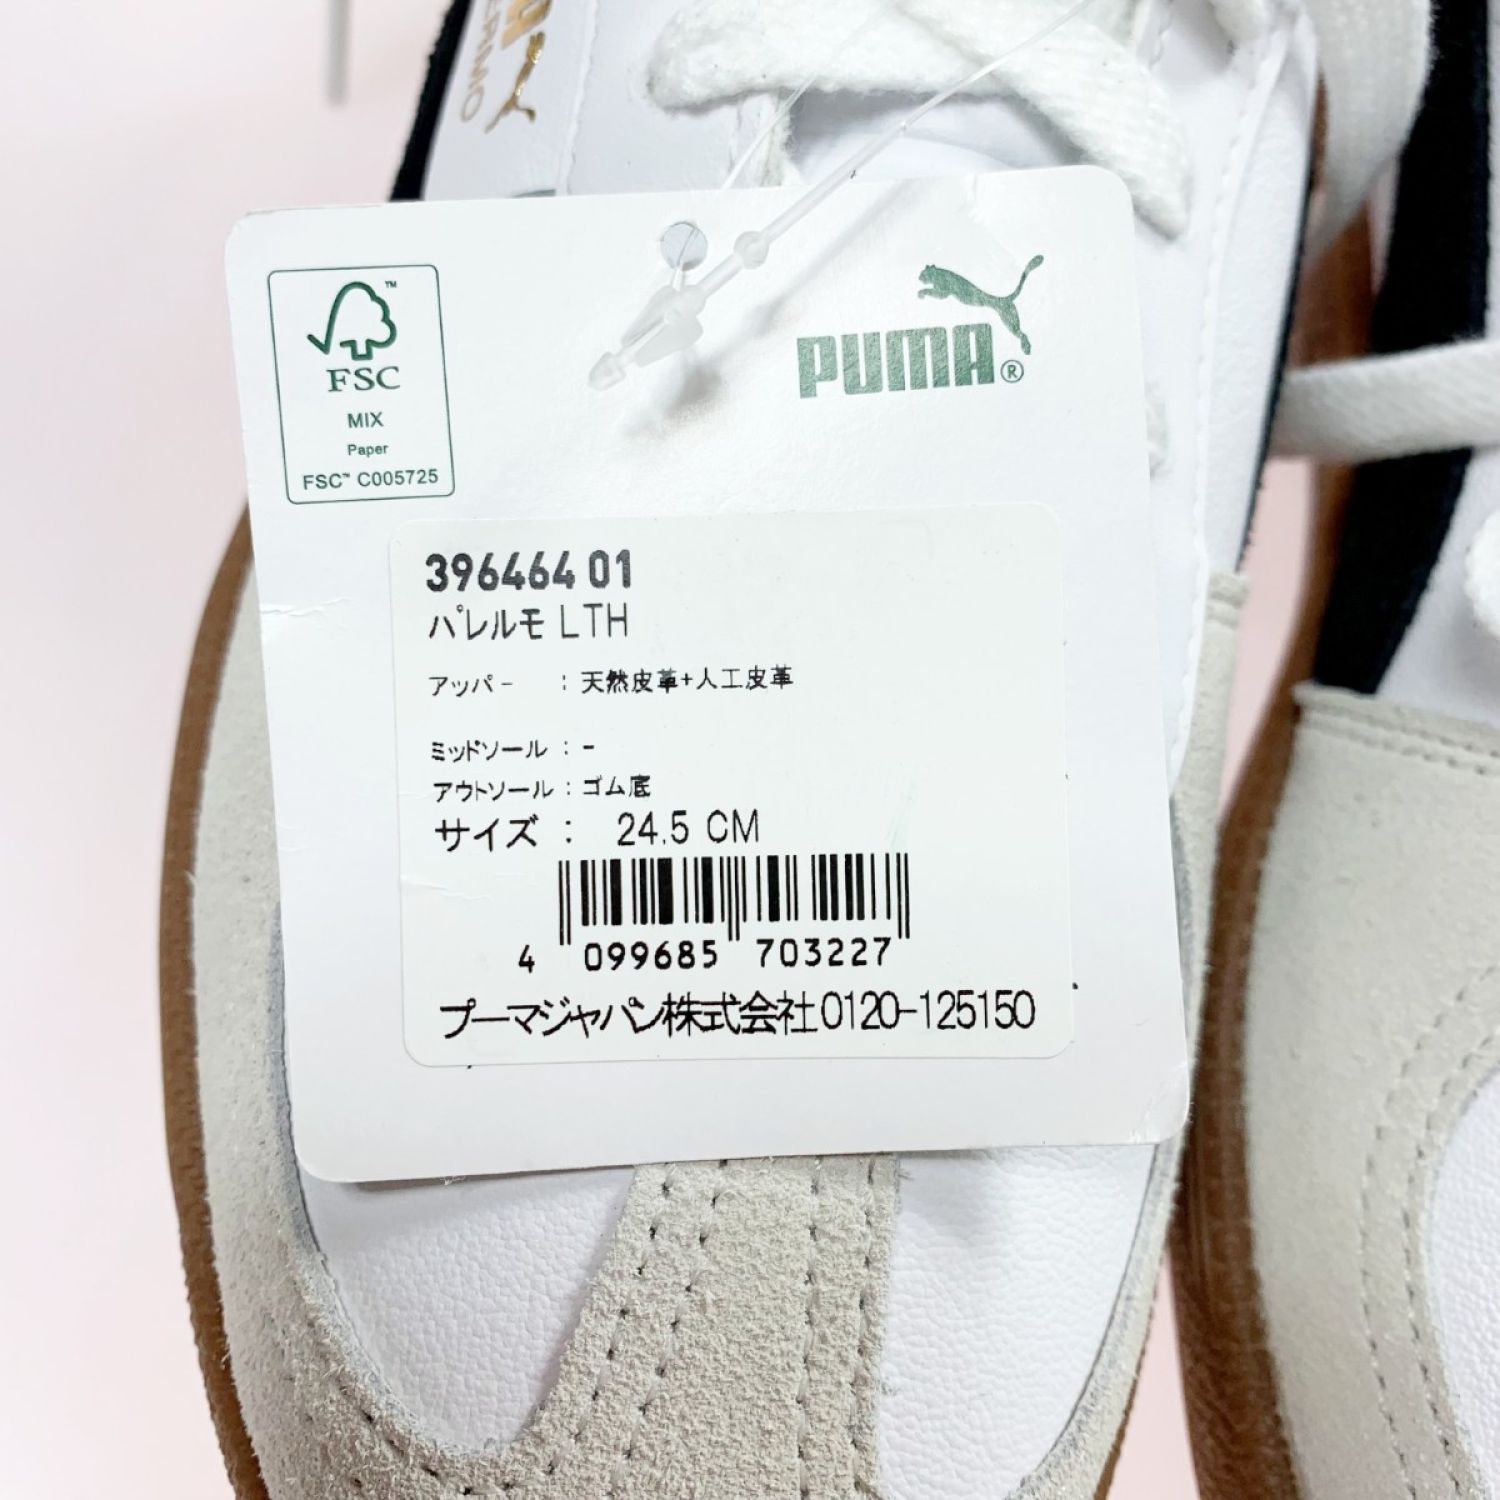 FSC
MIX
Paper
FSC™ C005725
PUMA®
396464 01
パレルモ LTH
アッパー : 天然皮革+人工皮革
ミッドソール : -
アウトソール : ゴム底
サイズ : 24.5 CM
4 099685 703227
プーマジャパン株式会社0120-125150